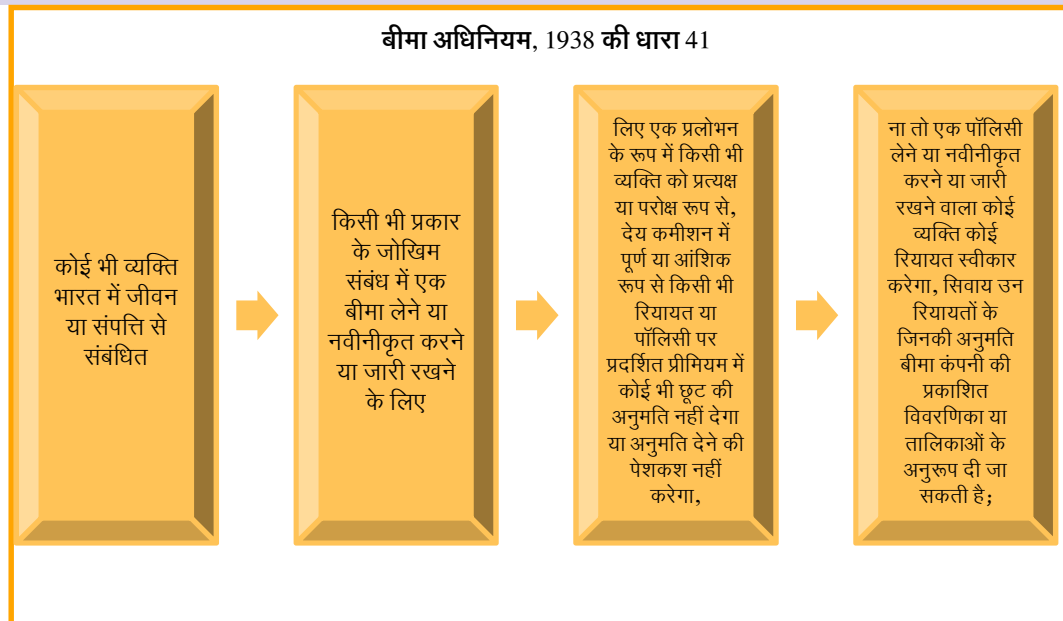 बीमा अधिनियम, 1938 की धारा 41
कोई भी व्यक्ति
भारत में जीवन
या संपत्ति से
संबंधित
किसी भी प्रकार
के जोखिम
संबंध में एक
बीमा लेने या
नवीनीकृत करने
या जारी रखने
के लिए
लिए एक प्रलोभन
के रूप में किसी भी
व्यक्ति को प्रत्यक्ष
या परोक्ष रूप से,
देय कमीशन में
पूर्ण या आंशिक
रूप से किसी भी
रियायत या
पॉलिसी पर
प्रदर्शित प्रीमियम में
कोई भी छूट की
अनुमति नहीं देगा
या अनुमति देने की
पेशकश नहीं
करेगा,
ना तो एक पॉलिसी
लेने या नवीनीकृत
करने या जारी
रखने वाला कोई
व्यक्ति कोई
रियायत स्वीकार
करेगा, सिवाय उन
रियायतों के
जिनकी अनुमति
बीमा कंपनी की
प्रकाशित
विवरणिका या
तालिकाओं के
अनुरूप दी जा
सकती है;